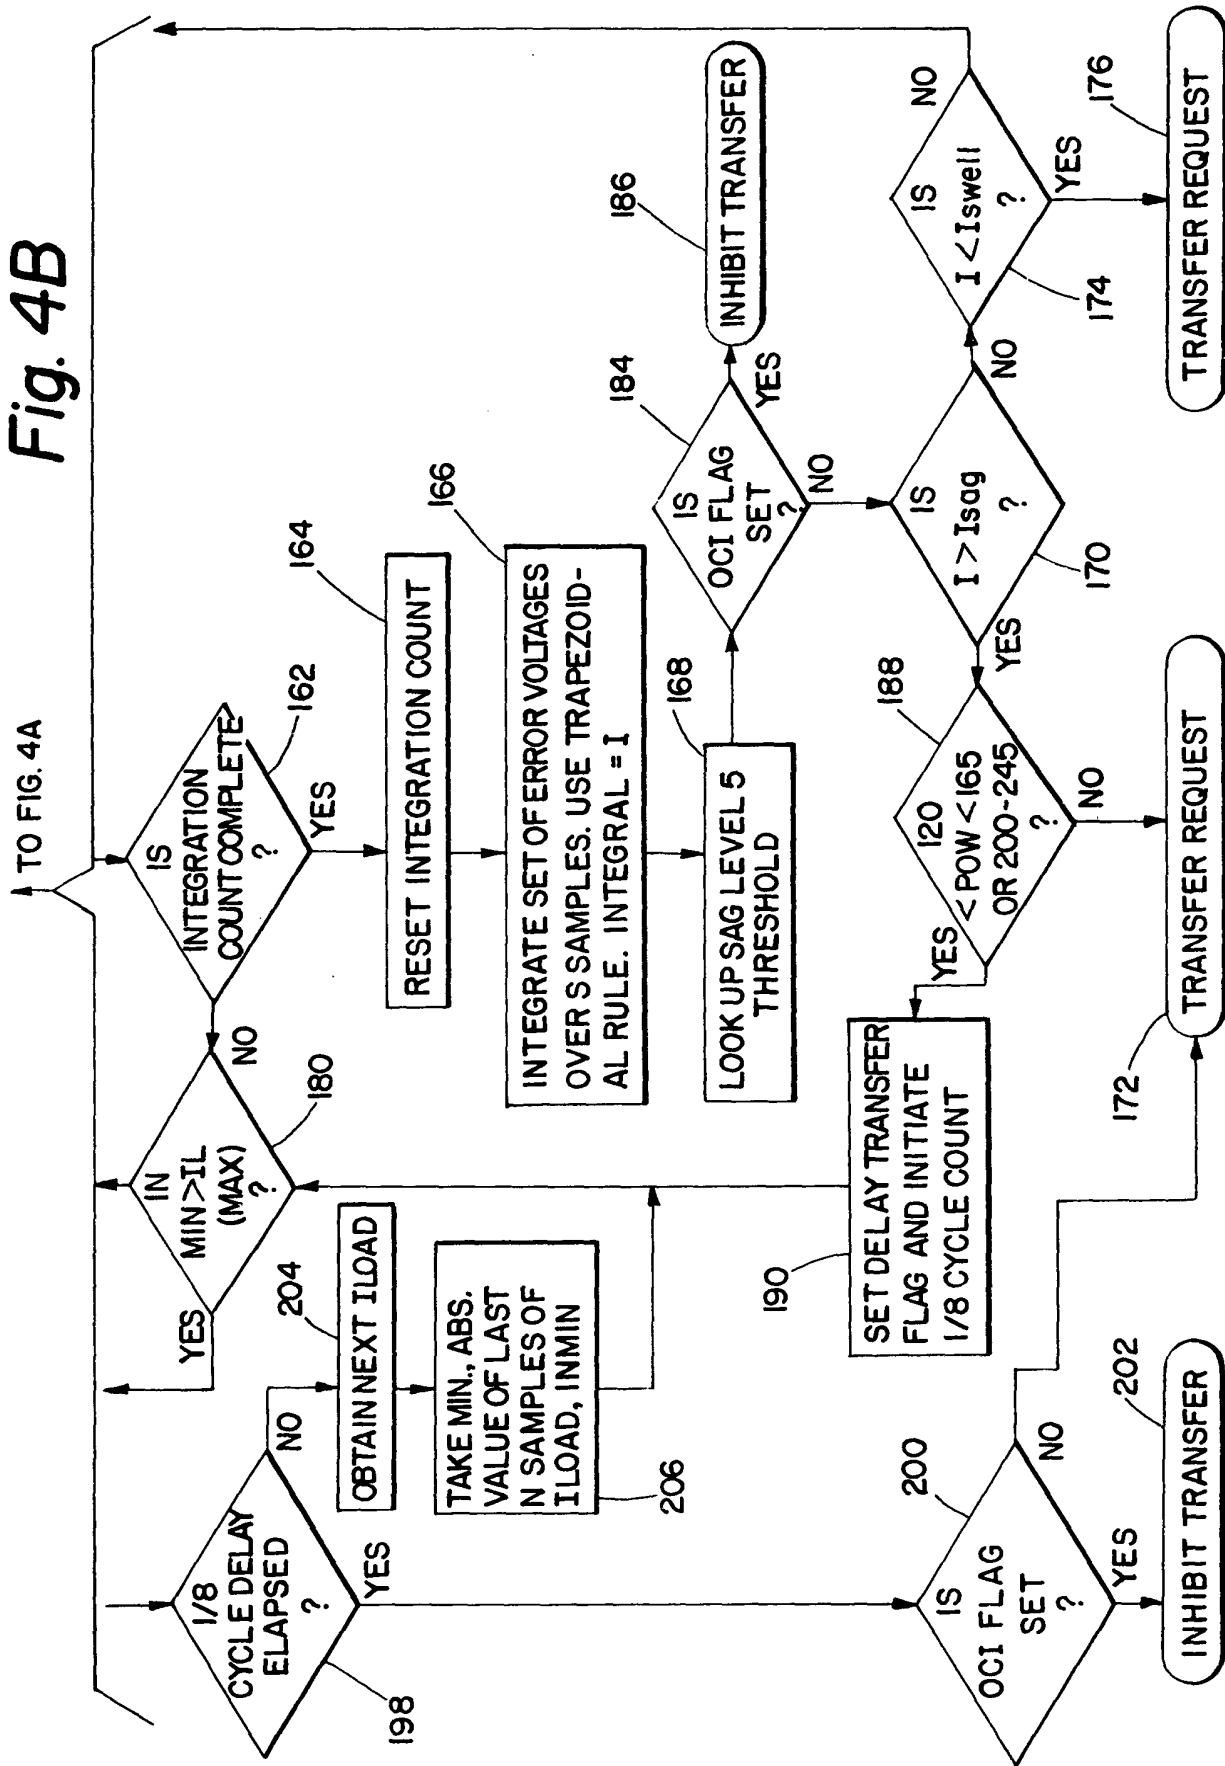 Fig. 4B
TO FIG. 4A
1/8
CYCLE DELAY
ELAPSED
?
198
NO
YES
204
OBTAIN NEXT ILOAD
TAKE MIN., ABS.
VALUE OF LAST
N SAMPLES OF
ILOAD, INMIN
206
YES
IN
MIN > IL
(MAX)
?
180
NO
IS
INTEGRATION
COUNT COMPLETE
?
162
YES
164
RESET INTEGRATION COUNT
166
INTEGRATE SET OF ERROR VOLTAGES
OVER S SAMPLES. USE TRAPEZOID-
AL RULE. INTEGRAL = I
168
LOOK UP SAG LEVEL 5
THRESHOLD
184
IS
OCI FLAG
SET
?
YES
NO
186
INHIBIT TRANSFER
IS
I > Isag
?
170
YES
NO
IS
I < Iswell
?
174
NO
YES
176
TRANSFER REQUEST
188
120
< POW < 165
OR 200-245
?
YES
NO
190
SET DELAY TRANSFER
FLAG AND INITIATE
1/8 CYCLE COUNT
172
TRANSFER REQUEST
200
IS
OCI FLAG
SET
?
NO
YES
202
INHIBIT TRANSFER